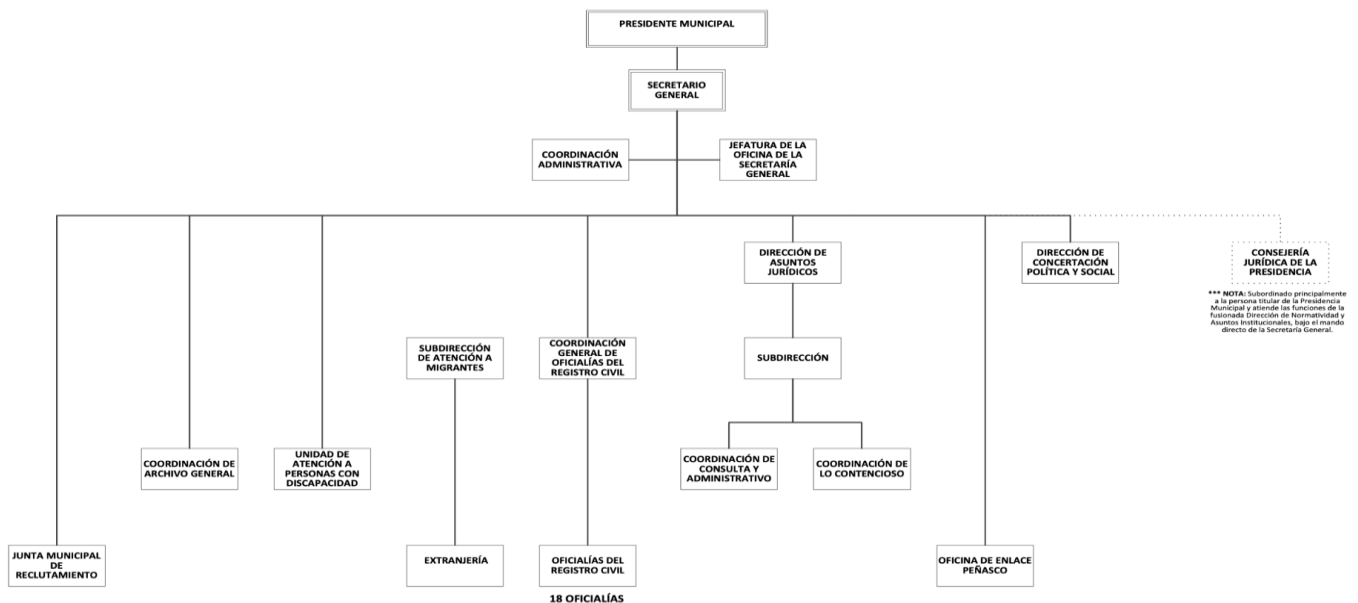 PRESIDENTE MUNICIPAL
SECRETARIO
GENERAL
COORDINACIÓN
ADMINISTRATIVA
JEFATURA DE LA
OFICINA DE LA
SECRETARÍA
GENERAL
DIRECCIÓN DE
ASUNTOS
JURÍDICOS
DIRECCIÓN DE
CONCERTACIÓN
POLÍTICA Y SOCIAL
CONSEJERÍA
JURÍDICA DE LA
PRESIDENCIA
*** NOTA: Subordinado principalmente
a la persona titular de la Presidencia
Municipal y atiende las funciones de la
fusionada Dirección de Normatividad y
Asuntos Institucionales, bajo el mando
directo de la Secretaría General.
SUBDIRECCIÓN
DE ATENCIÓN A
MIGRANTES
COORDINACIÓN
GENERAL DE
OFICIALÍAS DEL
REGISTRO CIVIL
SUBDIRECCIÓN
COORDINACIÓN DE
ARCHIVO GENERAL
UNIDAD DE
ATENCIÓN A
PERSONAS CON
DISCAPACIDAD
COORDINACIÓN DE
CONSULTA Y
ADMINISTRATIVO
COORDINACIÓN DE
LO CONTENCIOSO
JUNTA MUNICIPAL
DE
RECLUTAMIENTO
EXTRANJERÍA
OFICIALÍAS DEL
REGISTRO CIVIL
18 OFICIALÍAS
OFICINA DE ENLACE
PEÑASCO